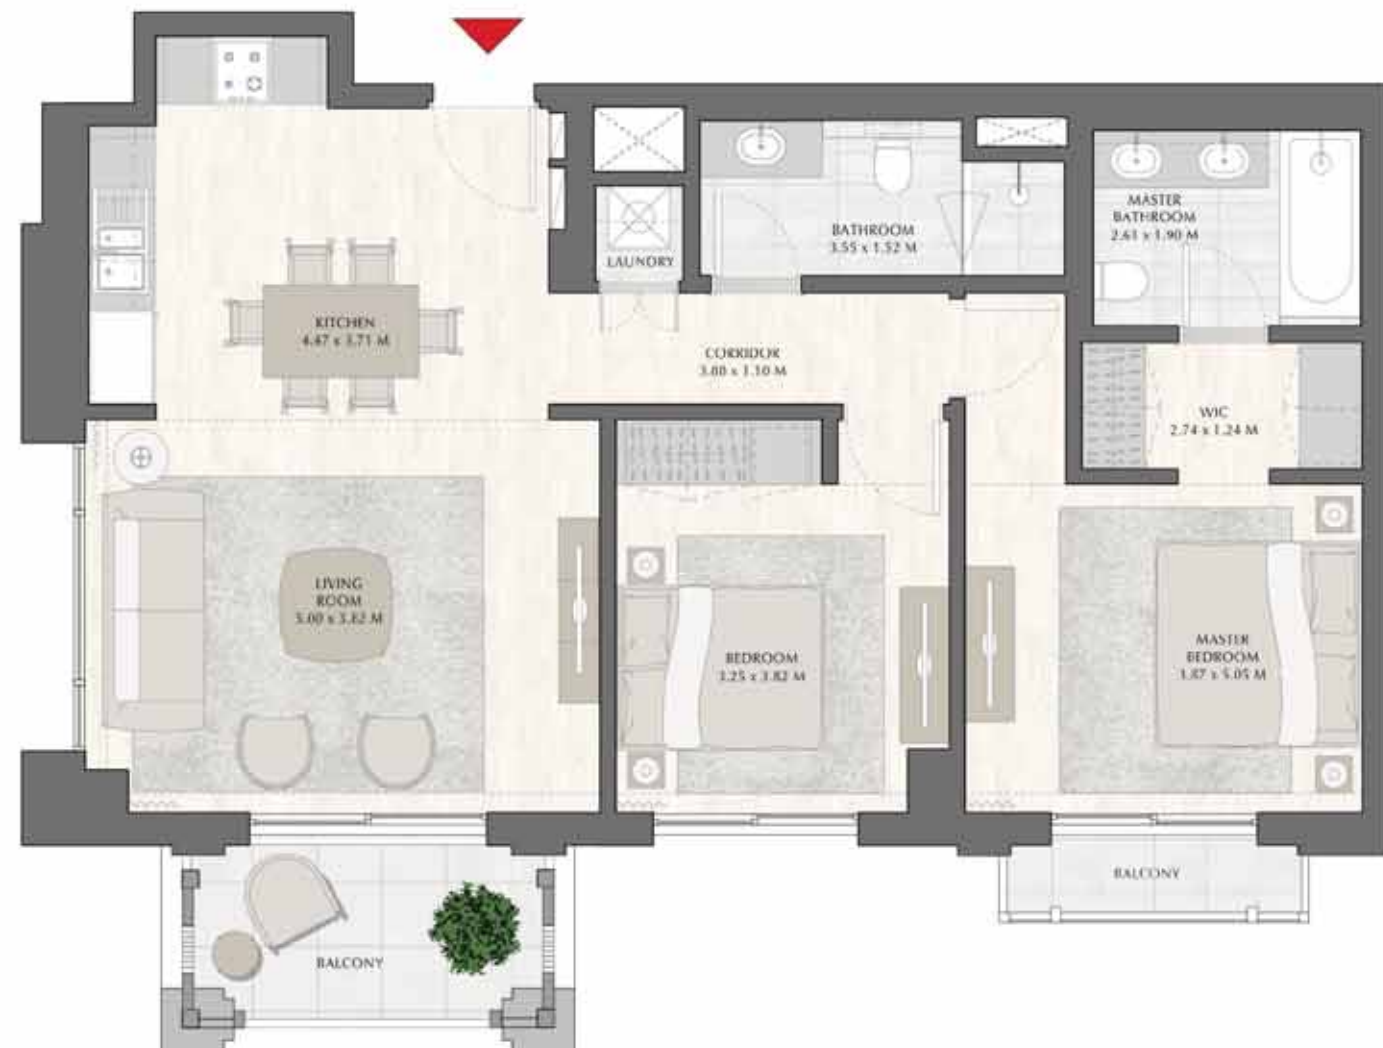 MASTER
BATHROOM
2.61 x 1.90 M
BATHROOM
3.55 x 1.52 M
LAUNDRY
KITCHEN
4.47 x 3.71 M
CORRIDOR
3.80 x 1.10 M
WIC
2.74 x 1.24 M
LIVING
ROOM
5.00 x 3.82 M
BEDROOM
3.25 x 3.82 M
MASTER
BEDROOM
3.87 x 5.05 M
BALCONY
BALCONY